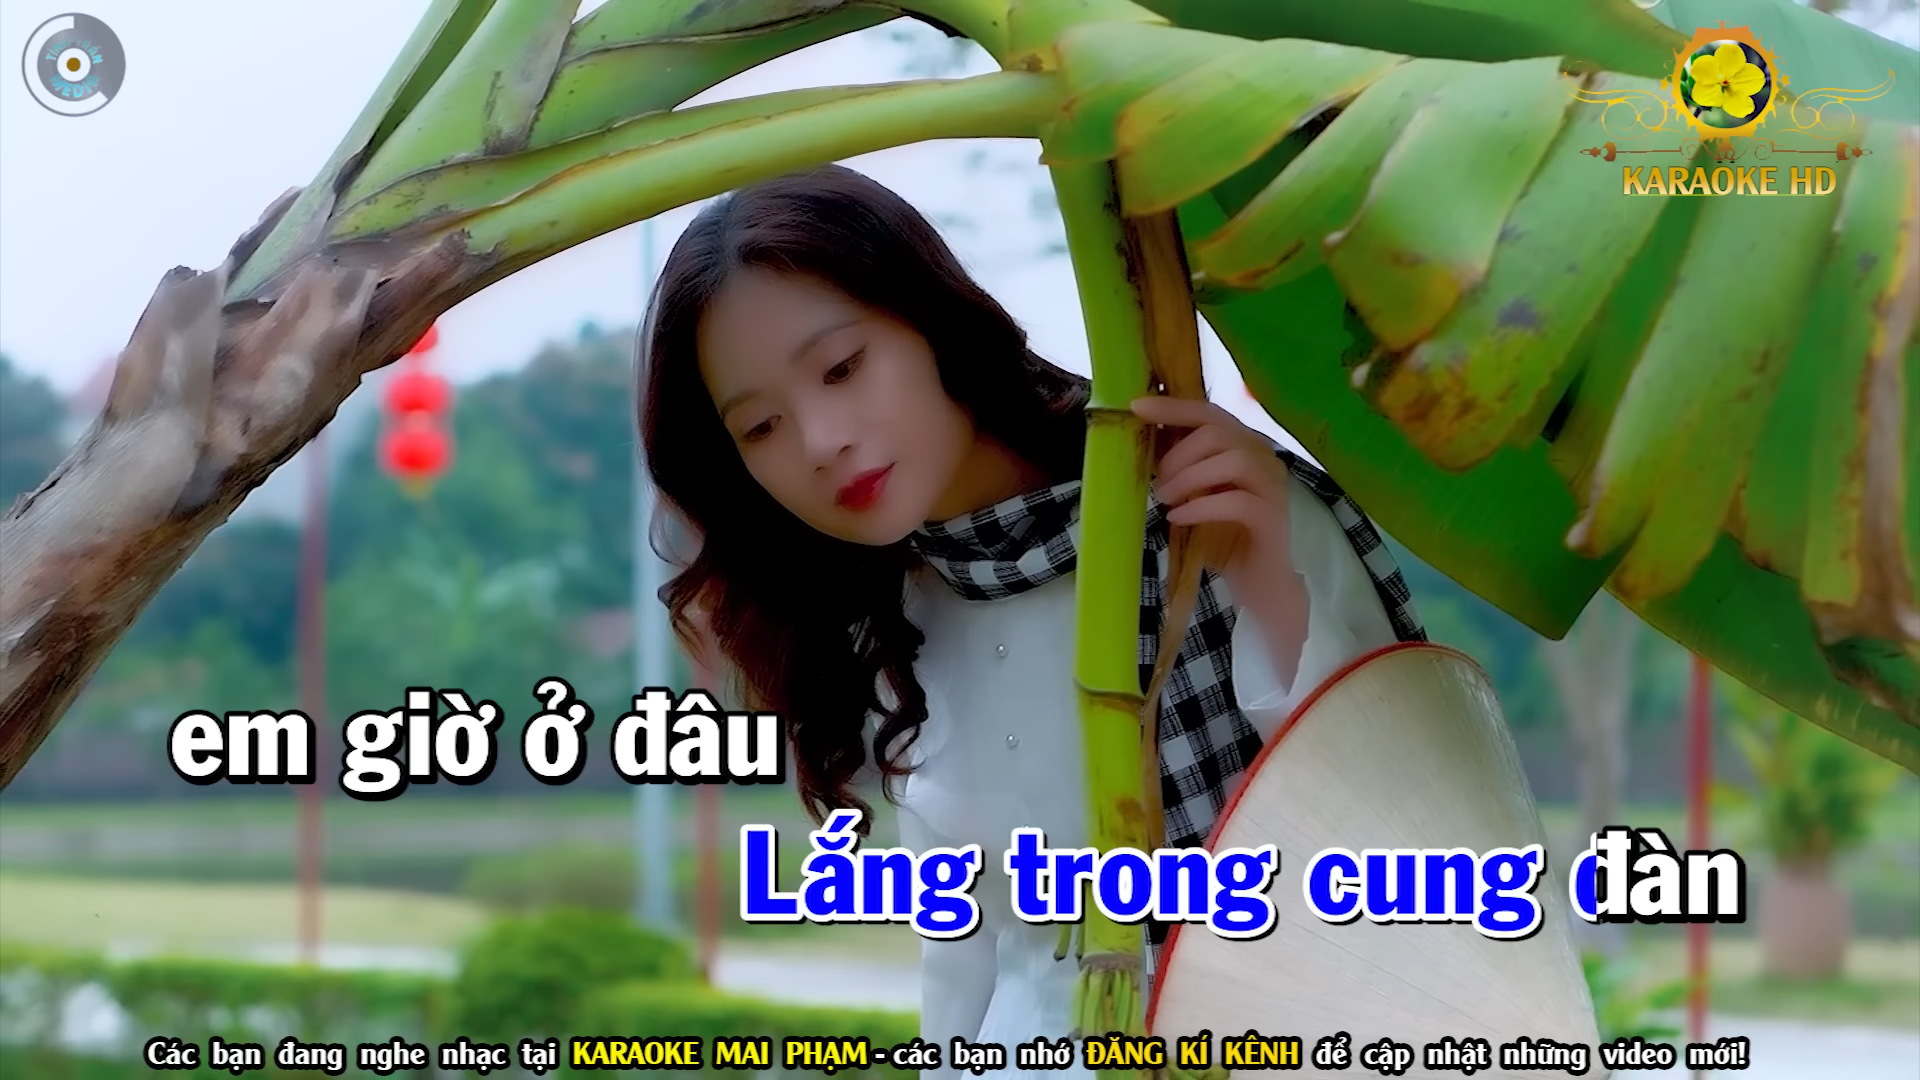 KARAOKE HD
em giờ ở đâu
Lắng trong cung đàn
Các bạn đang nghe nhạc tại KARAOKE MAI PHẠM - các bạn nhớ ĐĂNG KÍ KÊNH để cập nhật những video mới!